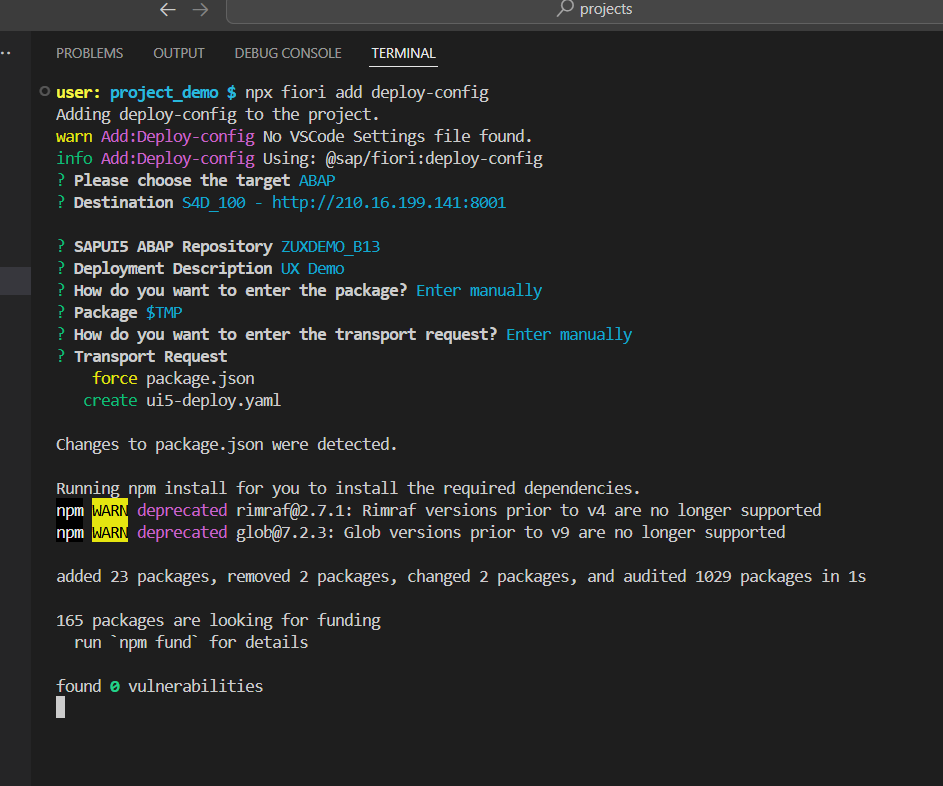 projects
PROBLEMS OUTPUT DEBUG CONSOLE TERMINAL
user: project_demo $ npx fiori add deploy-config
Adding deploy-config to the project.
warn Add:Deploy-config No VSCode Settings file found.
info Add:Deploy-config Using: @sap/fiori:deploy-config
? Please choose the target ABAP
? Destination S4D_100 - http://210.16.199.141:8001
? SAPUI5 ABAP Repository ZUXDEMO_B13
? Deployment Description UX Demo
? How do you want to enter the package? Enter manually
? Package $TMP
? How do you want to enter the transport request? Enter manually
? Transport Request
force package.json
create ui5-deploy.yaml
Changes to package.json were detected.
Running npm install for you to install the required dependencies.
npm WARN deprecated rimraf@2.7.1: Rimraf versions prior to v4 are no longer supported
npm WARN deprecated glob@7.2.3: Glob versions prior to v9 are no longer supported
added 23 packages, removed 2 packages, changed 2 packages, and audited 1029 packages in 1s
165 packages are looking for funding
run `npm fund` for details
found 0 vulnerabilities